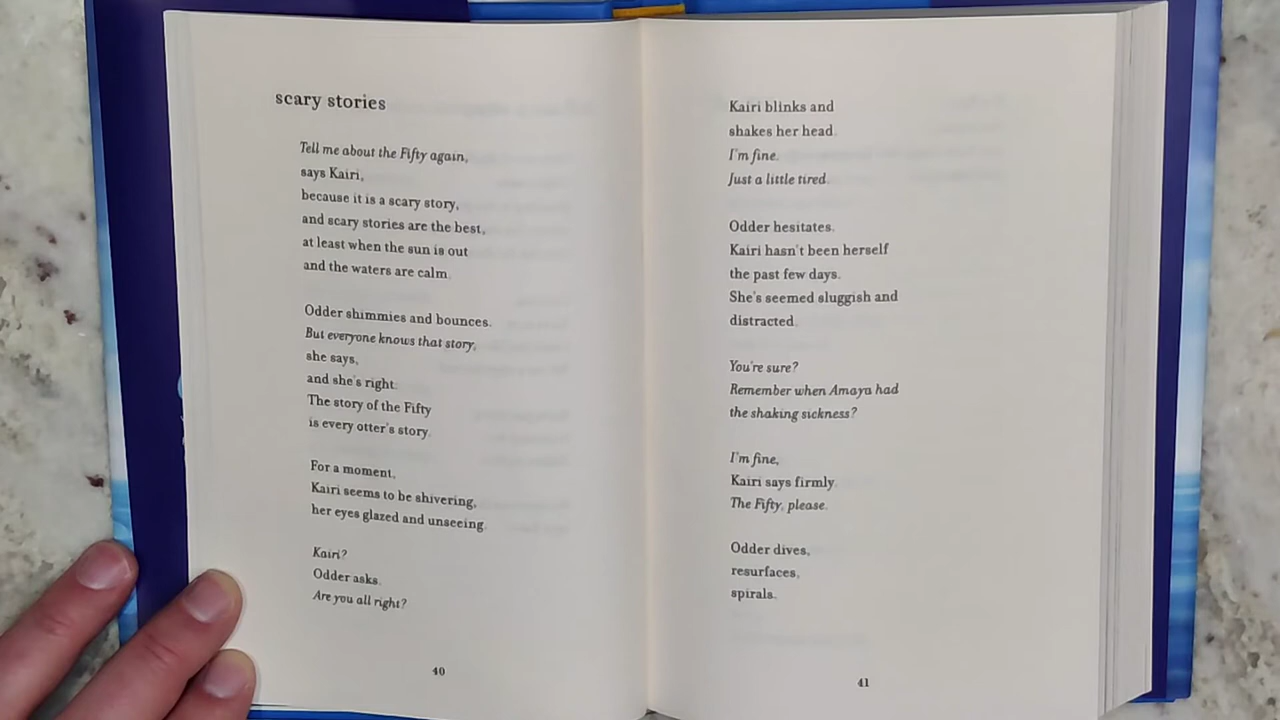 scary stories
Tell me about the Fifty again,
says Kairi,
because it is a scary story,
and scary stories are the best,
at least when the sun is out
and the waters are calm.
Odder shimmies and bounces.
But everyone knows that story,
she says,
and she's right.
The story of the Fifty
is every otter's story.
For a moment,
Kairi seems to be shivering,
her eyes glazed and unseeing.
Kairi?
Odder asks.
Are you all right?
40
Kairi blinks and
shakes her head.
I'm fine.
Just a little tired.
Odder hesitates.
Kairi hasn't been herself
the past few days.
She's seemed sluggish and
distracted.
You're sure?
Remember when Amaya had
the shaking sickness?
I'm fine,
Kairi says firmly.
The Fifty, please.
Odder dives,
resurfaces,
spirals.
41